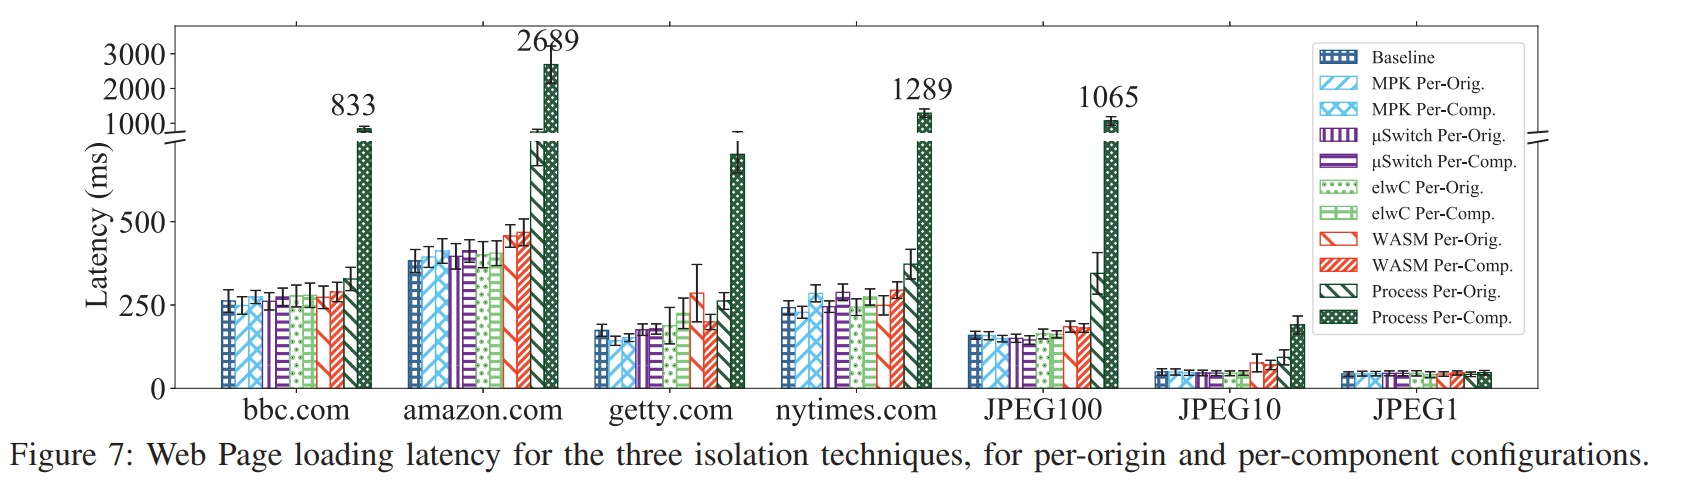 2689
3000
2000
1000
833
1289
1065
500
250
0
Latency (ms)
Baseline
MPK Per-Orig.
MPK Per-Comp.
μSwitch Per-Orig.
μSwitch Per-Comp.
elwC Per-Orig.
elwC Per-Comp.
WASM Per-Orig.
WASM Per-Comp.
Process Per-Orig.
Process Per-Comp.
bbc.com amazon.com getty.com nytimes.com JPEG100 JPEG10 JPEG1
Figure 7: Web Page loading latency for the three isolation techniques, for per-origin and per-component configurations.